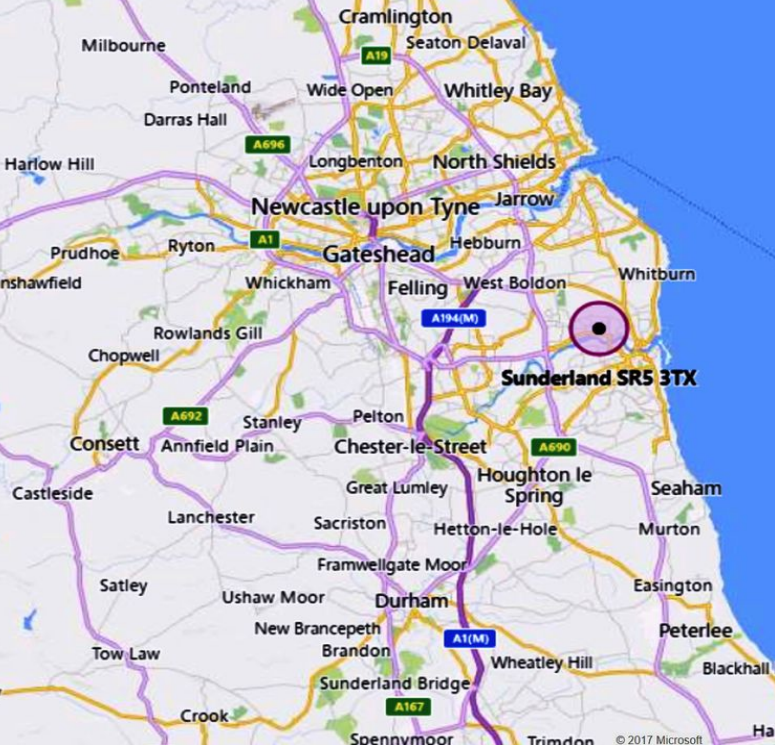 Cramlington
Milbourne
Seaton Delaval
A19
Ponteland
Wide Open
Whitley Bay
Darras Hall
A696
Harlow Hill
Longbenton
North Shields
Newcastle upon Tyne
Jarrow
A1
Ryton
Hebburn
Prudhoe
Gateshead
nshawfield
Whickham
Felling
West Boldon
Whitburn
A194(M)
Rowlands Gill
Chopwell
Sunderland SR5 3TX
A692
Stanley
Pelton
Consett
Annfield Plain
Chester-le-Street
A690
Houghton le
Spring
Castleside
Great Lumley
Seaham
Lanchester
Sacriston
Hetton-le-Hole
Murton
Framwellgate Moor
Satley
Ushaw Moor
Durham
Easington
New Brancepeth
A1(M)
Peterlee
Tow Law
Brandon
Wheatley Hill
Blackhall
Sunderland Bridge
A167
Crook
Spennymoor
Trimdon
© 2017 Microsoft
Ha